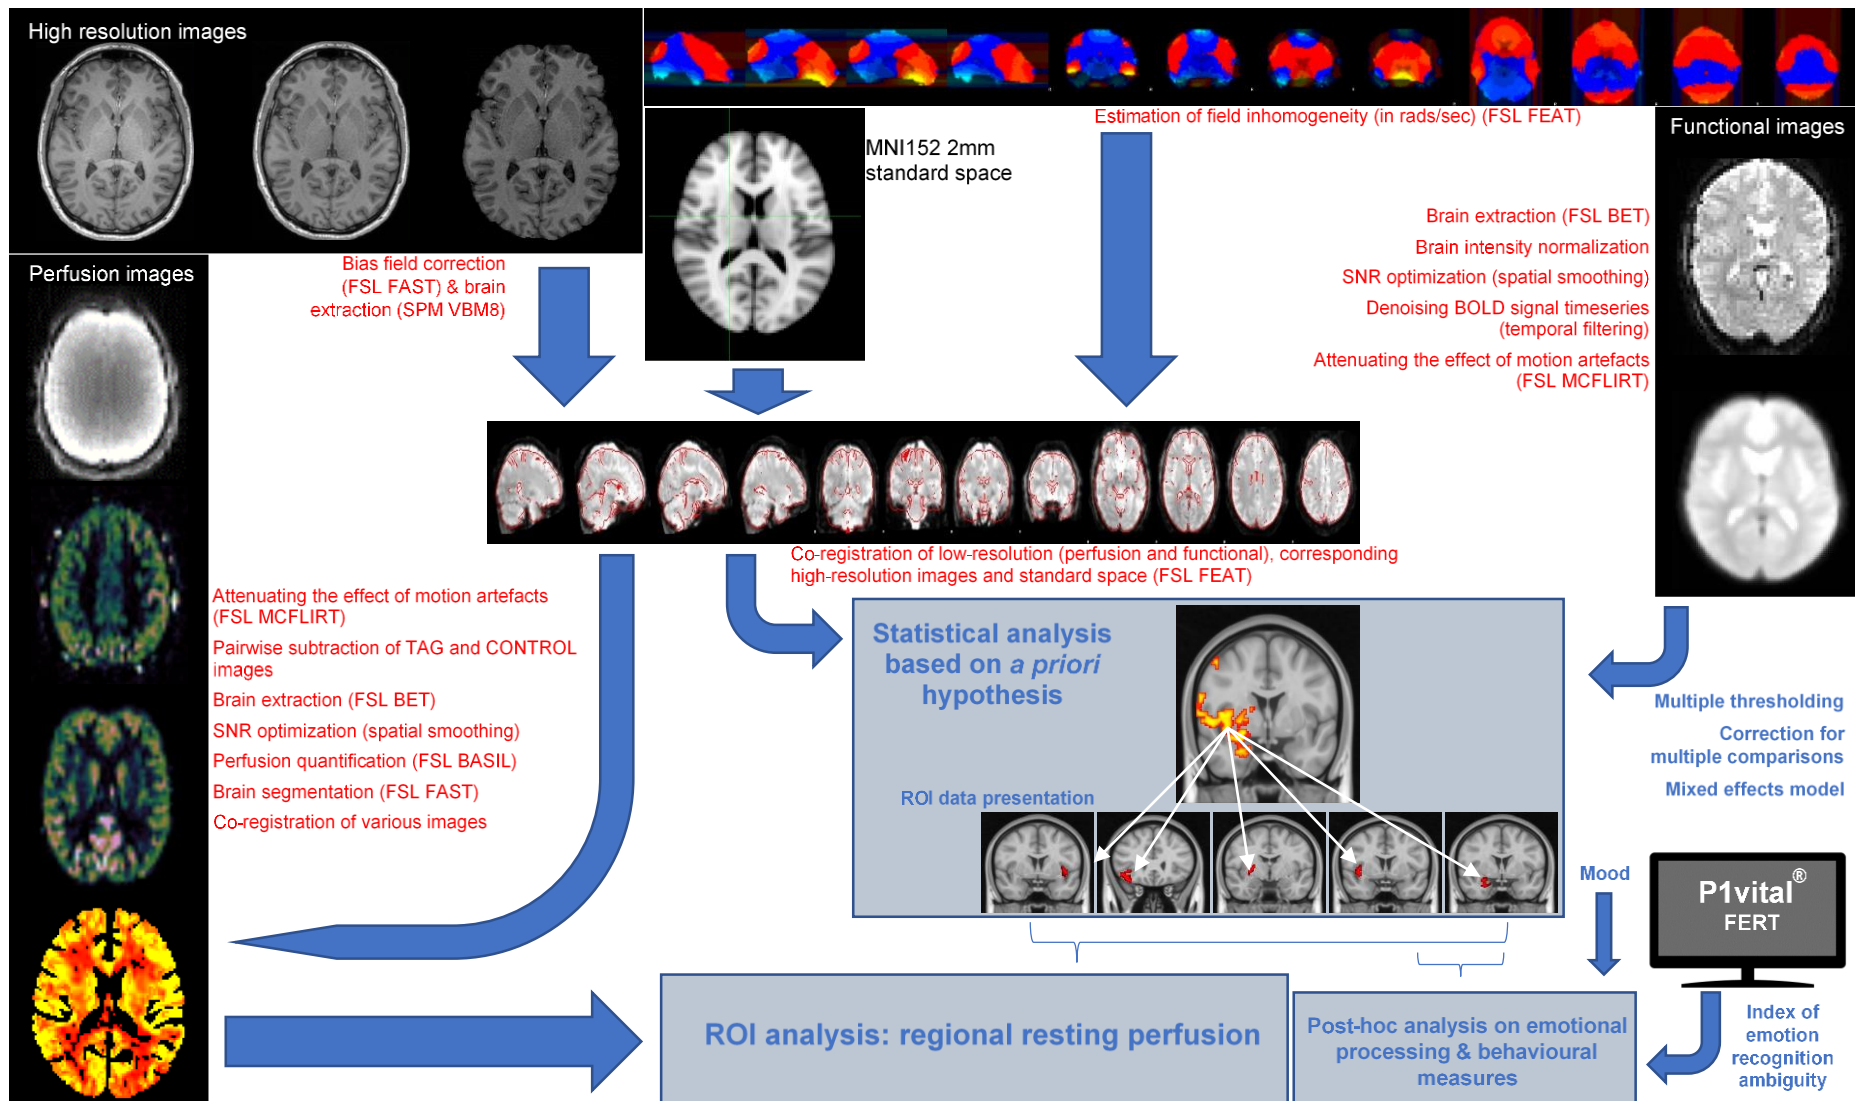 High resolution images
Estimation of field inhomogeneity (in rads/sec) (FSL FEAT)
Functional images
MNI152 2mm
standard space
Perfusion images
Bias field correction
(FSL FAST) & brain
extraction (SPM VBM8)
Brain extraction (FSL BET)
Brain intensity normalization
SNR optimization (spatial smoothing)
Denoising BOLD signal timeseries
(temporal filtering)
Attenuating the effect of motion artefacts
(FSL MCFLIRT)
Co-registration of low-resolution (perfusion and functional), corresponding
high-resolution images and standard space (FSL FEAT)
Attenuating the effect of motion artefacts
(FSL MCFLIRT)
Pairwise subtraction of TAG and CONTROL
images
Brain extraction (FSL BET)
SNR optimization (spatial smoothing)
Perfusion quantification (FSL BASIL)
Brain segmentation (FSL FAST)
Co-registration of various images
Statistical analysis
based on a priori
hypothesis
ROI data presentation
Multiple thresholding
Correction for
multiple comparisons
Mixed effects model
Mood
P1vital®
FERT
ROI analysis: regional resting perfusion
Post-hoc analysis on emotional
processing & behavioural
measures
Index of
emotion
recognition
ambiguity